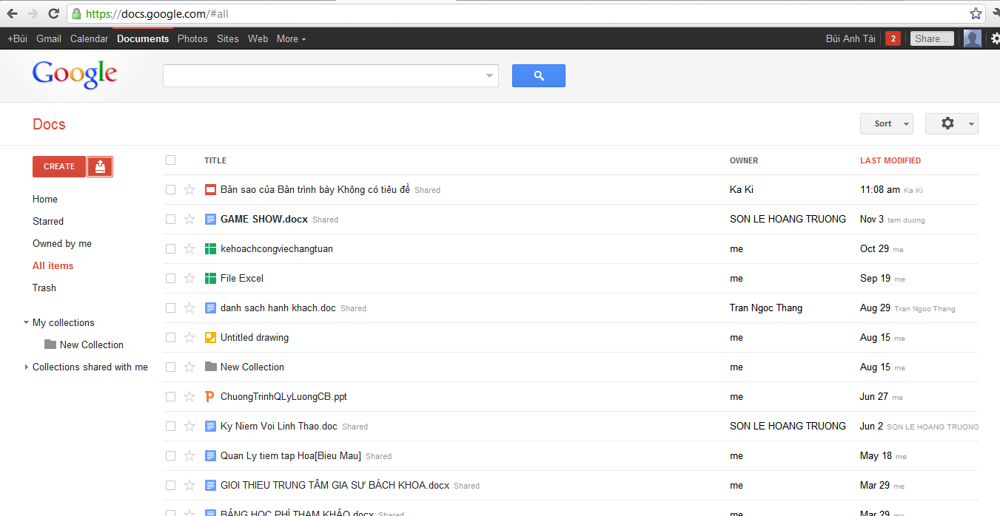 https://docs.google.com/#all
+Bùi Gmail Calendar Documents Photos Sites Web More Bùi Anh Tài 2 Share...
Google
Docs Sort
CREATE
Home
Starred
Owned by me
All items
Trash
My collections
New Collection
Collections shared with me
TITLE OWNER LAST MODIFIED
Bản sao của Bản trình bày Không có tiêu đề Shared Ka Ki 11:08 am Ka Ki
GAME SHOW.docx Shared SON LE HOANG TRUONG Nov 3 tam duong
kehoachcongviechangtuan me Oct 29 me
File Excel me Sep 19 me
danh sach hanh khach.doc Shared Tran Ngoc Thang Aug 29 Tran Ngoc Thang
Untitled drawing me Aug 15 me
New Collection me Aug 15 me
P ChuongTrinhQLyLuongCB.ppt me Jun 27 me
Ky Niem Voi Linh Thao.doc Shared SON LE HOANG TRUONG Jun 2 SON LE HOANG TRUONG
Quan Ly tiem tap Hoa[Bieu Mau] Shared me May 18 me
GIOI THIEU TRUNG TÂM GIA SƯ BÁCH KHOA.docx Shared me Mar 29 me
BẢNG HỌC PHÍ THAM KHẢO.docx Shared me Mar 29 me